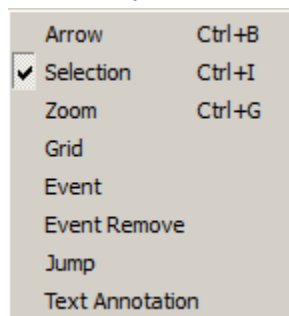 Arrow Ctrl+B
Selection Ctrl+I
Zoom Ctrl+G
Grid
Event
Event Remove
Jump
Text Annotation